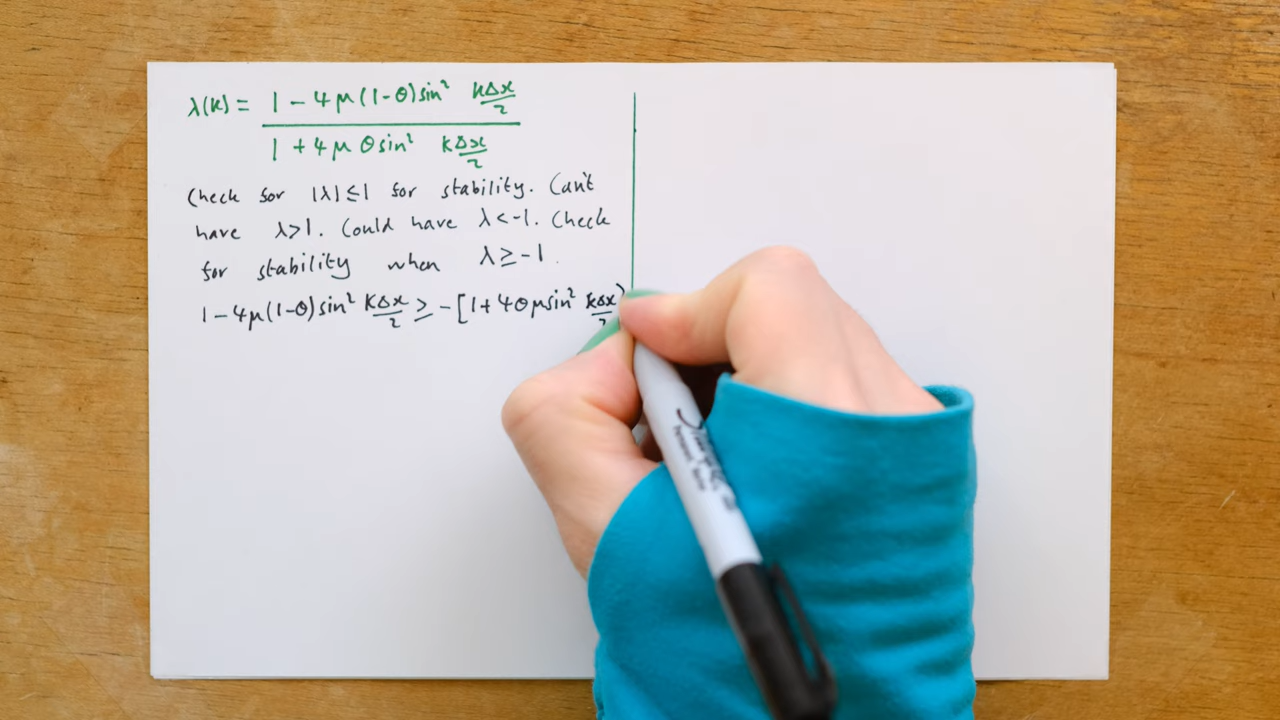 λ(k) = 1 - 4μ(1-θ)sin² kΔx/2
1 + 4μθsin² kΔx/2
Check for |λ| ≤ 1 for stability. Can't
have λ>1. Could have λ<-1. Check
for stability when λ ≥ -1.
1-4μ(1-θ)sin² kΔx/2 ≥ -[1+4θμsin² kΔx/2
Sharpie